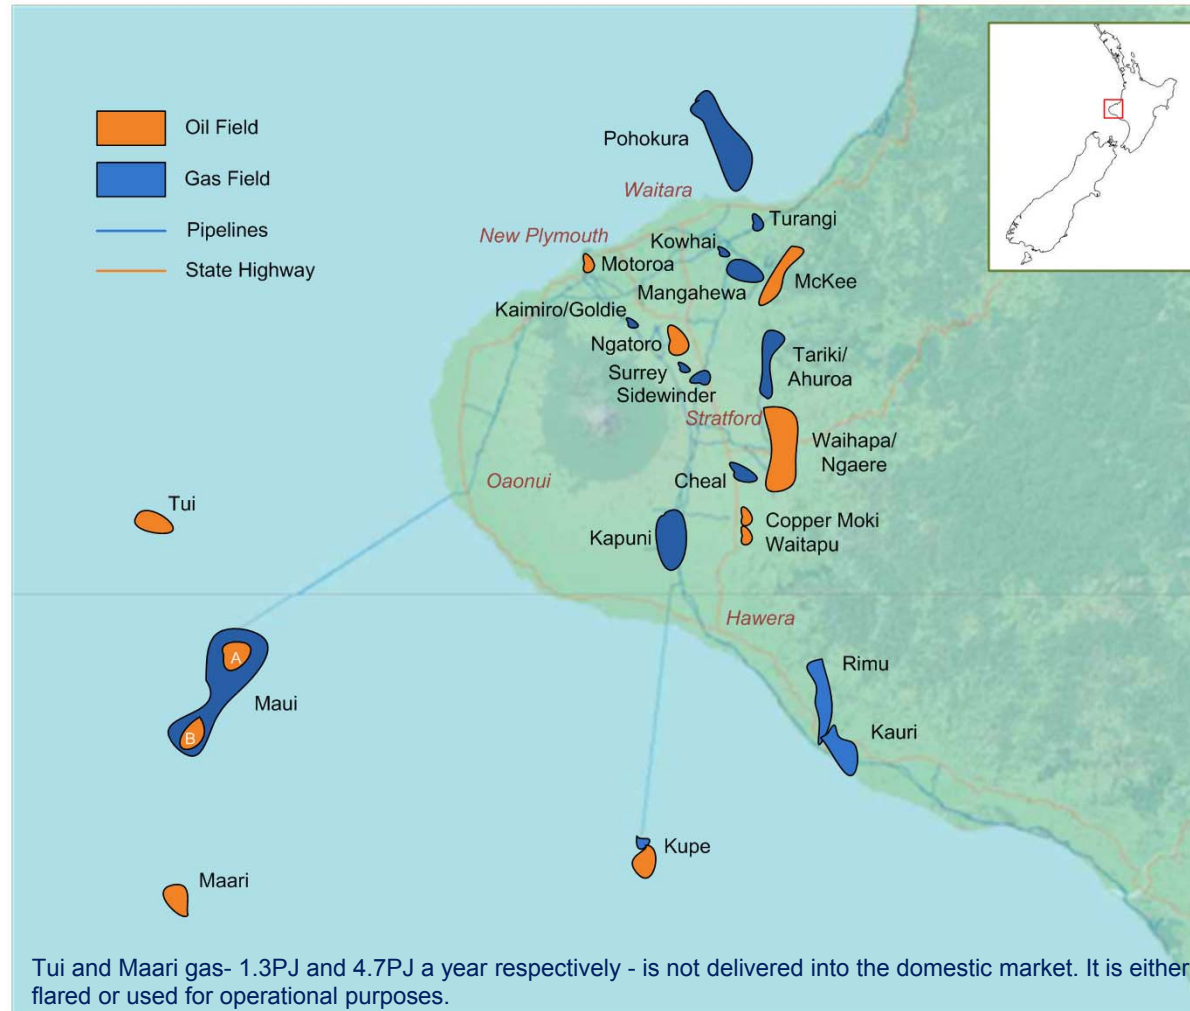 Oil Field
Gas Field
Pipelines
State Highway
Pohokura
Waitara
Turangi
New Plymouth
Kowhai
Motoroa
McKee
Mangahewa
Kaimiro/Goldie
Ngatoro
Tariki/
Ahuroa
Surrey
Sidewinder
Stratford
Waihapa/
Ngaere
Cheal
Oaonui
Tui
Copper Moki
Waitapu
Kapuni
Hawera
A
Rimu
Maui
B
Kauri
Kupe
Maari
Tui and Maari gas- 1.3PJ and 4.7PJ a year respectively - is not delivered into the domestic market. It is either
flared or used for operational purposes.